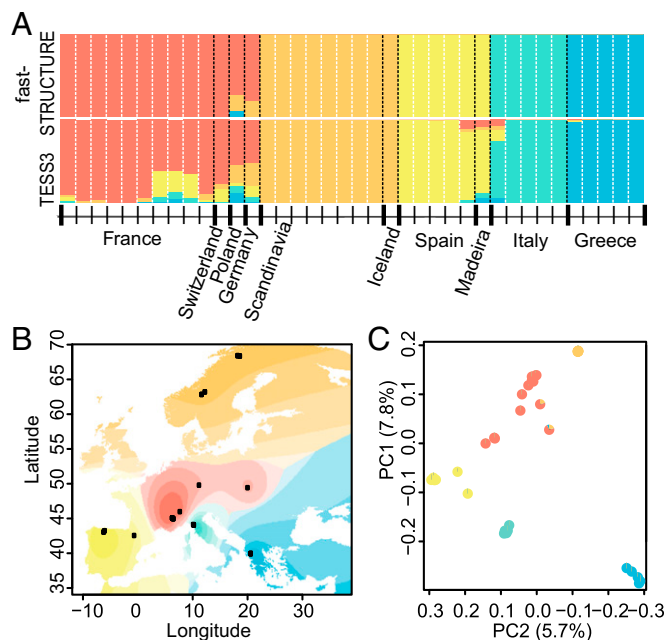 A
fast-
STRUCTURE
TESS3
France
Switzerland
Poland
Germany
Scandinavia
Iceland
Spain
Madeira
Italy
Greece
B
70
65
60
55
50
45
40
35
Latitude
-10 0 10 20 30
Longitude
C
0.2
0.1
0.0
-0.1
-0.2
PC1 (7.8%)
0.3 0.2 0.1 0.0 -0.1 -0.2 -0.3
PC2 (5.7%)